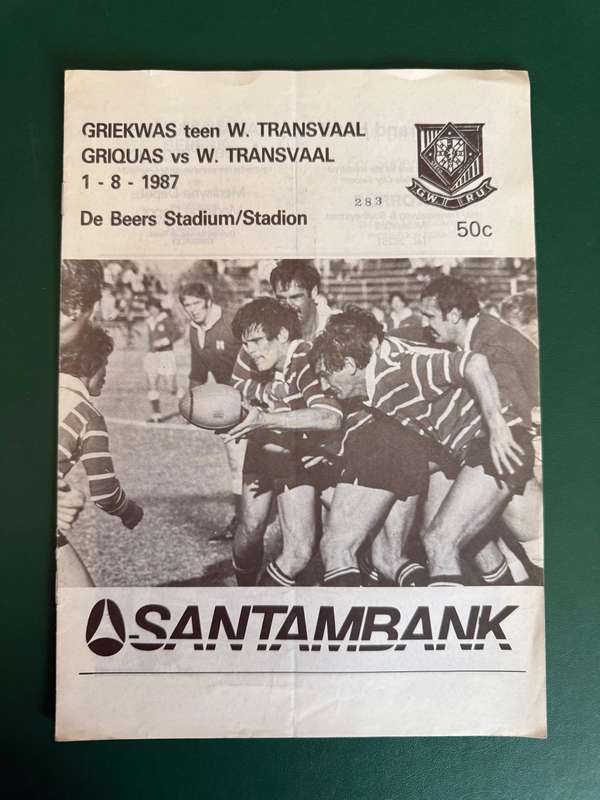 GRIEKWAS teen W. TRANSVAAL
GRIQUAS vs W. TRANSVAAL
1 - 8 - 1987
De Beers Stadium/Stadion
283
50c
G.W. R.U.
SANTAMBANK